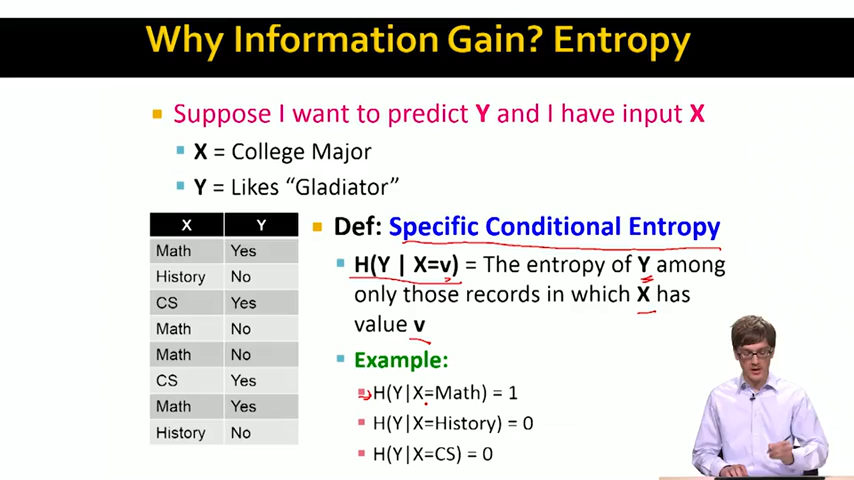 Why Information Gain? Entropy
Suppose I want to predict Y and I have input X
X = College Major
Y = Likes “Gladiator”
X Y
Math Yes
History No
CS Yes
Math No
Math No
CS Yes
Math Yes
History No
Def: Specific Conditional Entropy
H(Y | X=v) = The entropy of Y among
only those records in which X has
value v
Example:
H(Y|X=Math) = 1
H(Y|X=History) = 0
H(Y|X=CS) = 0